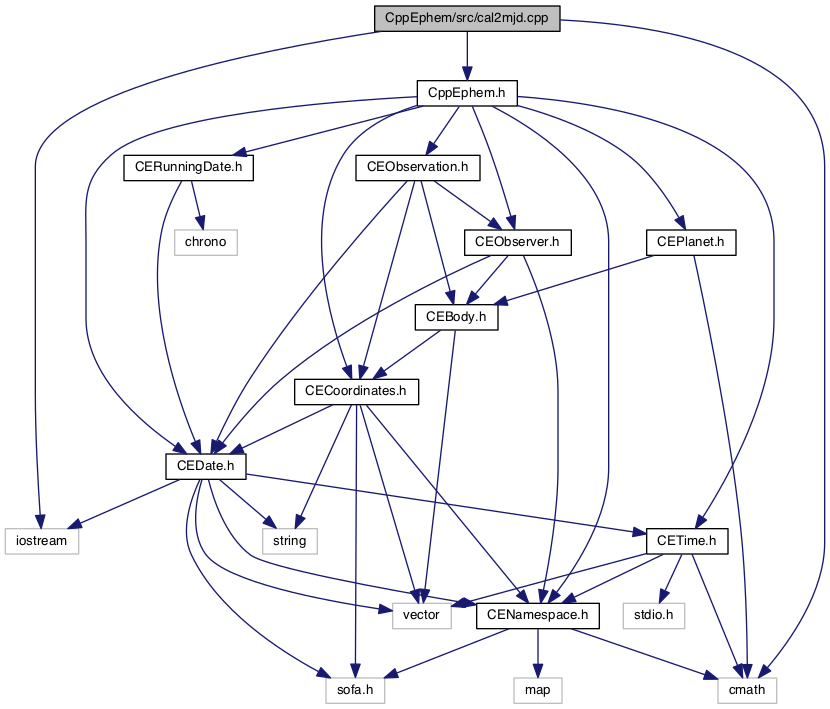 CppEphem/src/cal2mjd.cpp
CppEphem.h
CERunningDate.h
CEObservation.h
chrono
CEObserver.h
CEPlanet.h
CEBody.h
CECoordinates.h
CEDate.h
iostream
string
CETime.h
vector
CENamespace.h
stdio.h
sofa.h
map
cmath